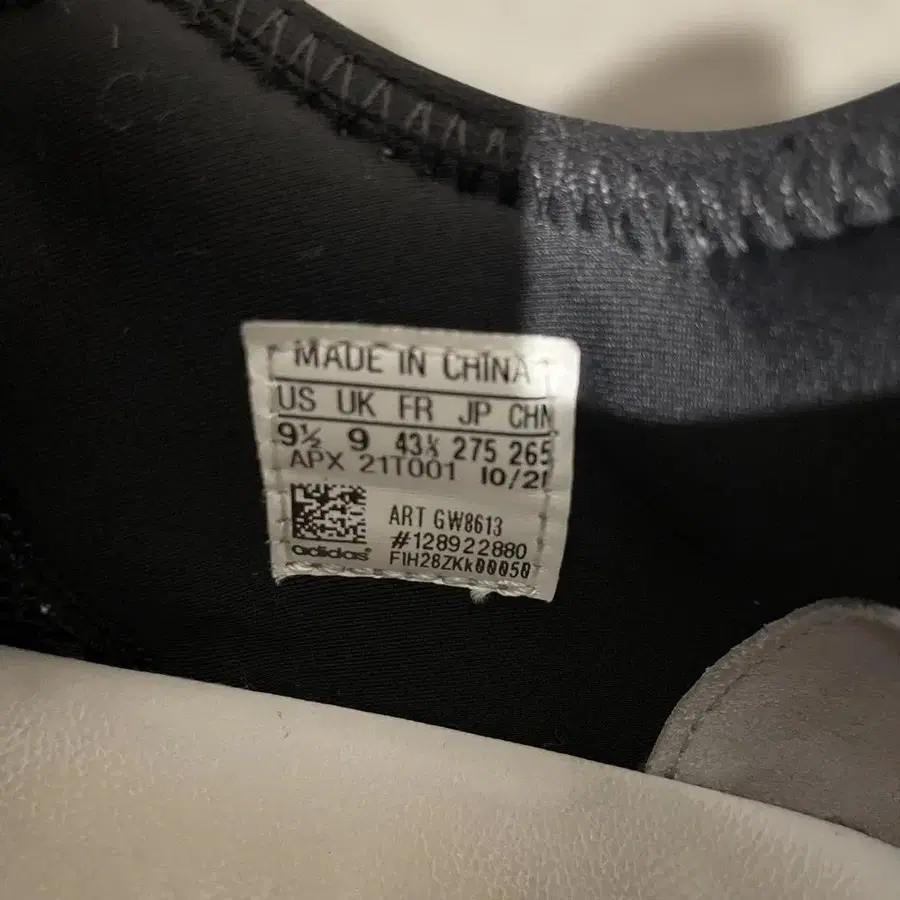 MADE IN CHINA
US UK FR JP CHN
9½ 9 43⅓ 275 265
APX 21T001 10/21
ART GW8613
#128922880
adidas
F1H28ZKk00050